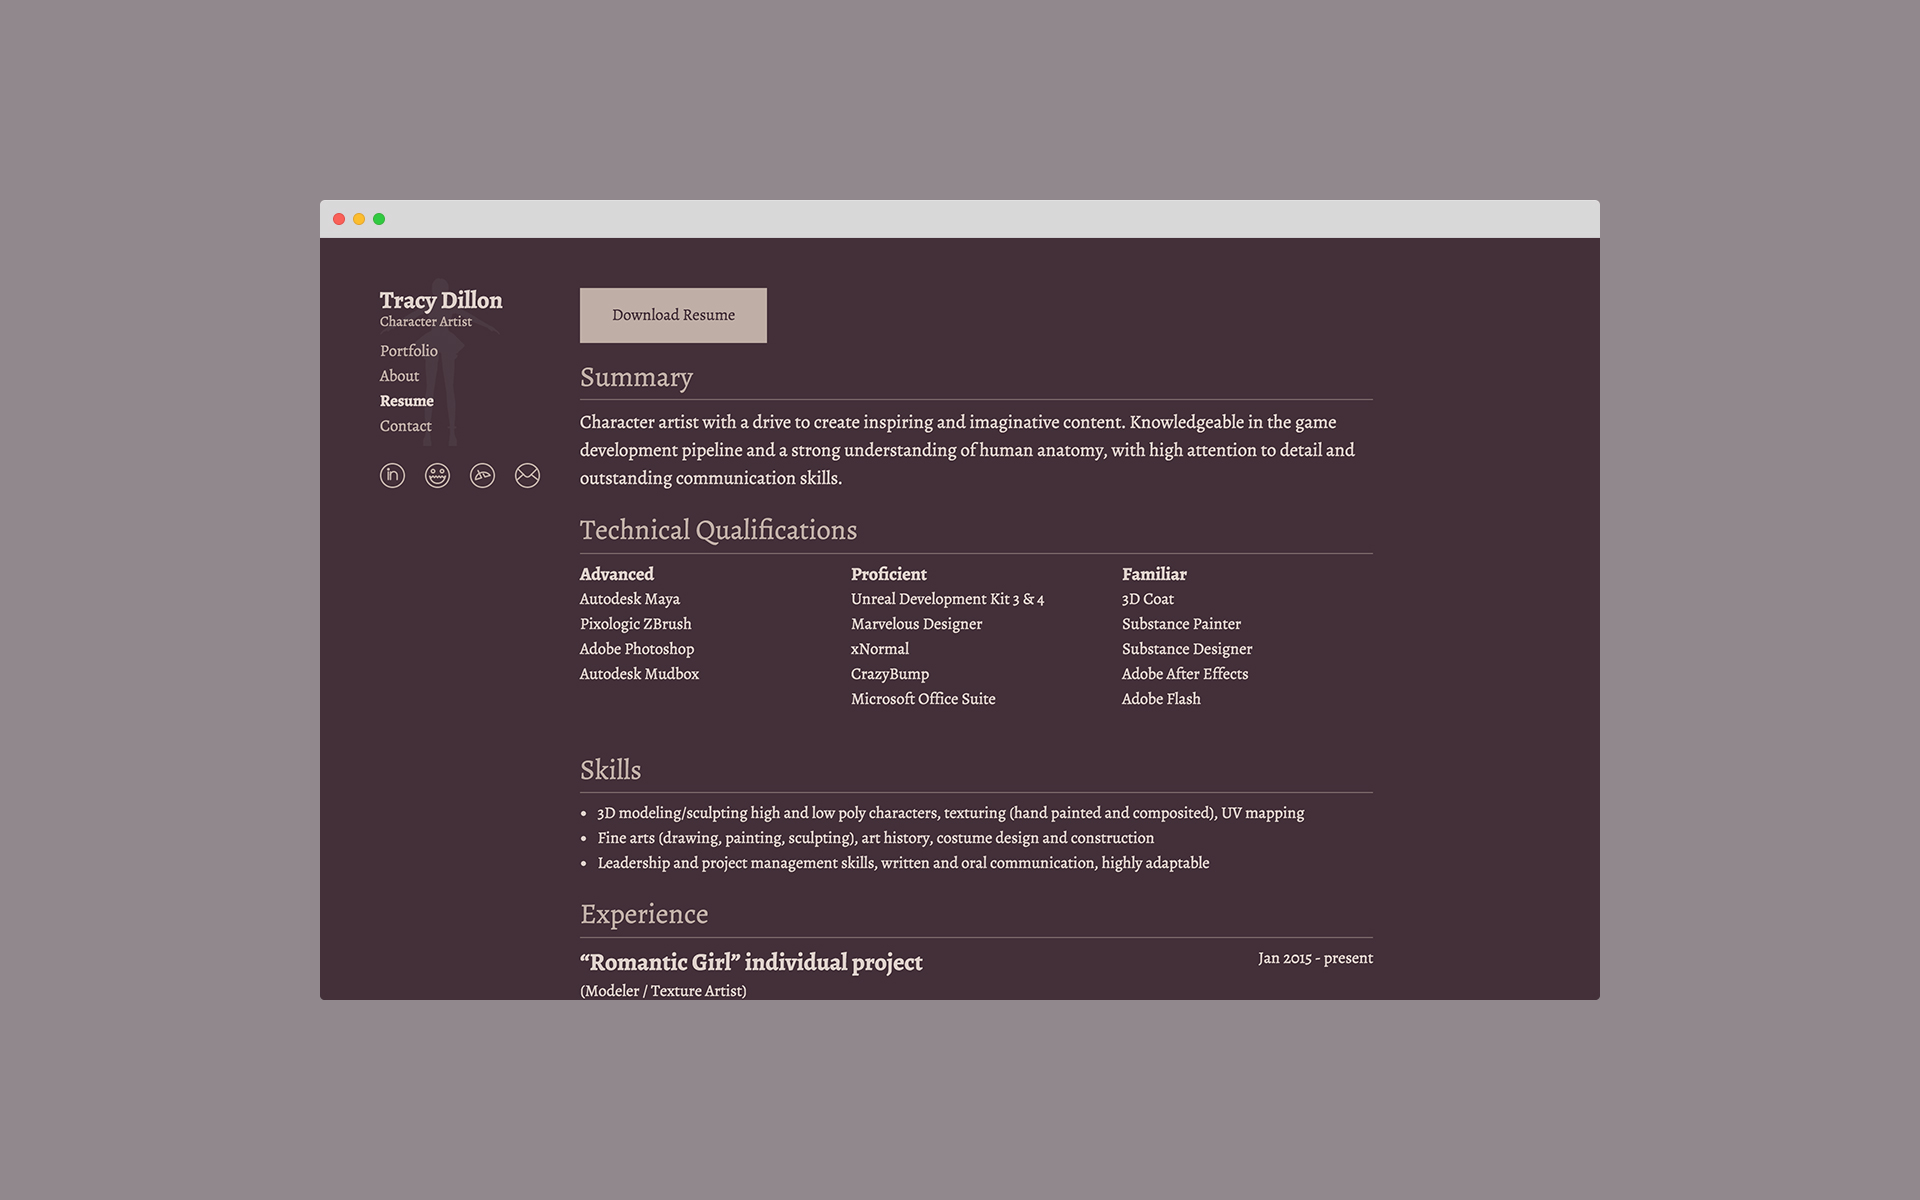 Tracy Dillon
Character Artist
Portfolio
About
Resume
Contact
in
Download Resume
Summary
Character artist with a drive to create inspiring and imaginative content. Knowledgeable in the game
development pipeline and a strong understanding of human anatomy, with high attention to detail and
outstanding communication skills.
Technical Qualifications
Advanced
Autodesk Maya
Pixologic ZBrush
Adobe Photoshop
Autodesk Mudbox
Proficient
Unreal Development Kit 3 & 4
Marvelous Designer
xNormal
CrazyBump
Microsoft Office Suite
Familiar
3D Coat
Substance Painter
Substance Designer
Adobe After Effects
Adobe Flash
Skills
• 3D modeling/sculpting high and low poly characters, texturing (hand painted and composited), UV mapping
• Fine arts (drawing, painting, sculpting), art history, costume design and construction
• Leadership and project management skills, written and oral communication, highly adaptable
Experience
“Romantic Girl” individual project
Jan 2015 - present
(Modeler / Texture Artist)